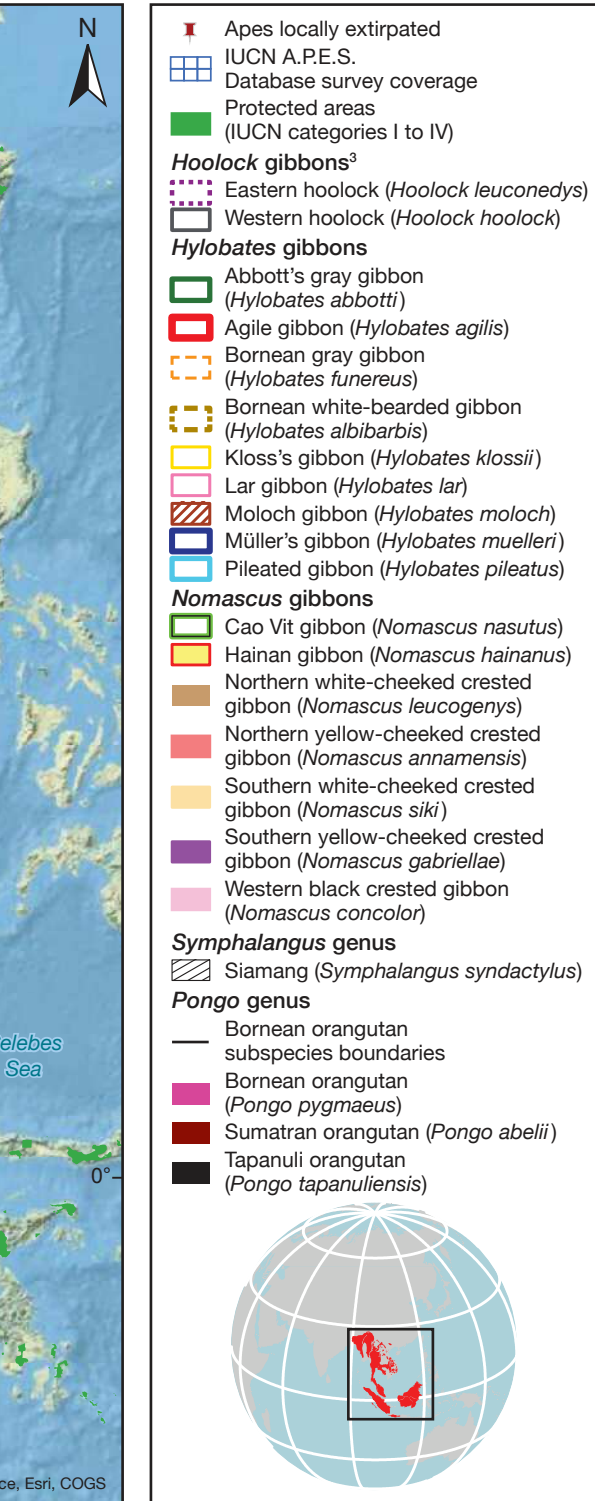 N
Celebes
Sea
0°
ce, Esri, COGS
Apes locally extirpated
IUCN A.P.E.S.
Database survey coverage
Protected areas
(IUCN categories I to IV)
Hoolock gibbons³
Eastern hoolock (Hoolock leuconedys)
Western hoolock (Hoolock hoolock)
Hylobates gibbons
Abbott's gray gibbon
(Hylobates abbotti)
Agile gibbon (Hylobates agilis)
Bornean gray gibbon
(Hylobates funereus)
Bornean white-bearded gibbon
(Hylobates albibarbis)
Kloss's gibbon (Hylobates klossii)
Lar gibbon (Hylobates lar)
Moloch gibbon (Hylobates moloch)
Müller's gibbon (Hylobates muelleri)
Pileated gibbon (Hylobates pileatus)
Nomascus gibbons
Cao Vit gibbon (Nomascus nasutus)
Hainan gibbon (Nomascus hainanus)
Northern white-cheeked crested
gibbon (Nomascus leucogenys)
Northern yellow-cheeked crested
gibbon (Nomascus annamensis)
Southern white-cheeked crested
gibbon (Nomascus siki)
Southern yellow-cheeked crested
gibbon (Nomascus gabriellae)
Western black crested gibbon
(Nomascus concolor)
Symphalangus genus
Siamang (Symphalangus syndactylus)
Pongo genus
Bornean orangutan
subspecies boundaries
Bornean orangutan
(Pongo pygmaeus)
Sumatran orangutan (Pongo abelii)
Tapanuli orangutan
(Pongo tapanuliensis)